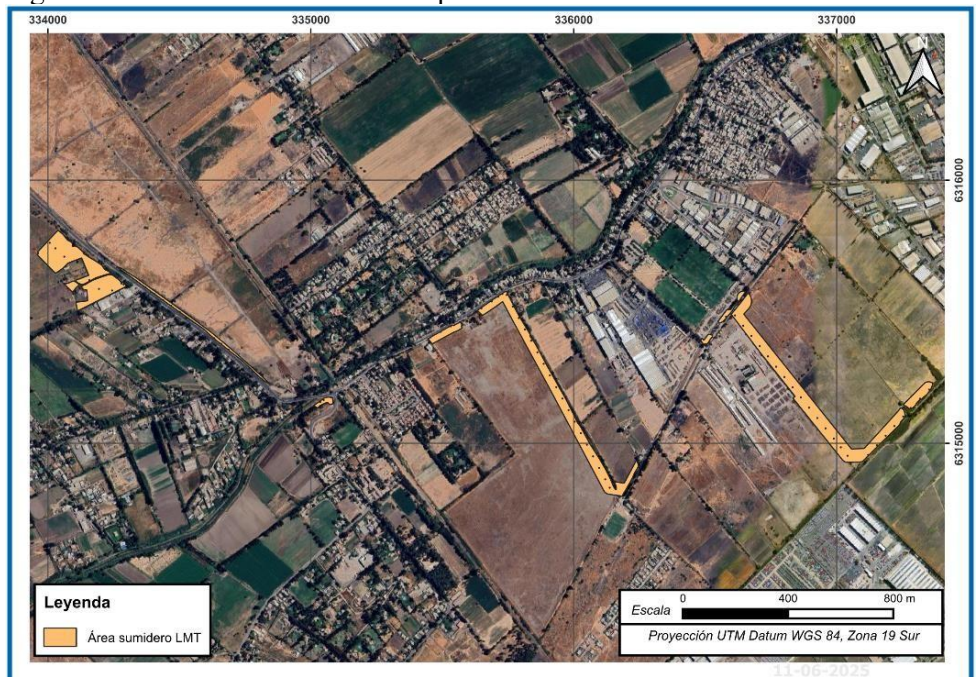 334000 335000 336000 337000
6316000
6315000
Leyenda
Área sumidero LMT
0 400 800 m
Escala
Proyección UTM Datum WGS 84, Zona 19 Sur
11-06-2025